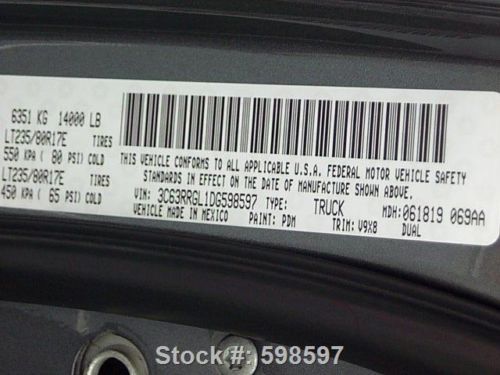 6351 KG 14000 LB
LT235/80R17E TIRES
550 KPA ( 80 PSI) COLD
LT235/80R17E TIRES
450 KPA ( 65 PSI) COLD
THIS VEHICLE CONFORMS TO ALL APPLICABLE U.S.A. FEDERAL MOTOR VEHICLE SAFETY
STANDARDS IN EFFECT ON THE DATE OF MANUFACTURE SHOWN ABOVE.
VIN: 3C63RRGL1DG598597 TYPE: TRUCK MDH: 061819 069AA
MADE IN MEXICO PAINT: PDM TRIM: V9X8 DUAL
Stock#: 598597